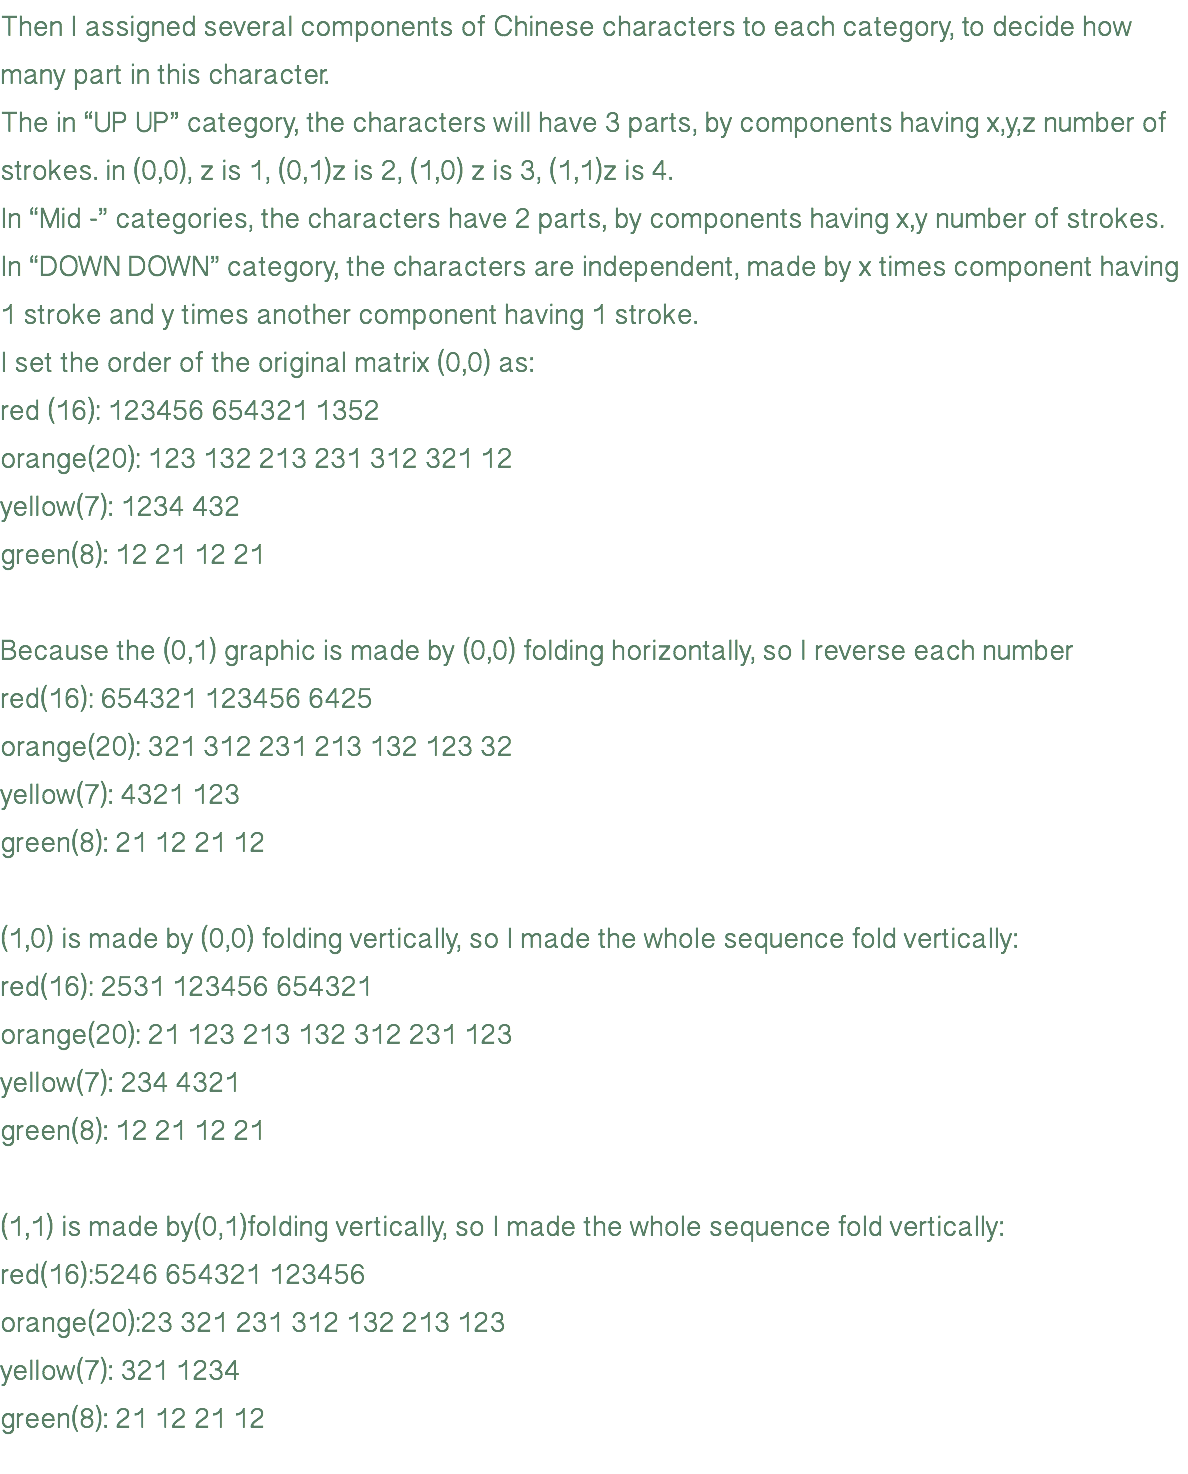 Then I assigned several components of Chinese characters to each category, to decide how
many part in this character.
The in “UP UP” category, the characters will have 3 parts, by components having x,y,z number of
strokes. in (0,0), z is 1, (0,1)z is 2, (1,0) z is 3, (1,1)z is 4.
In “Mid -” categories, the characters have 2 parts, by components having x,y number of strokes.
In “DOWN DOWN” category, the characters are independent, made by x times component having
1 stroke and y times another component having 1 stroke.
I set the order of the original matrix (0,0) as:
red (16): 123456 654321 1352
orange(20): 123 132 213 231 312 321 12
yellow(7): 1234 432
green(8): 12 21 12 21
Because the (0,1) graphic is made by (0,0) folding horizontally, so I reverse each number
red(16): 654321 123456 6425
orange(20): 321 312 231 213 132 123 32
yellow(7): 4321 123
green(8): 21 12 21 12
(1,0) is made by (0,0) folding vertically, so I made the whole sequence fold vertically:
red(16): 2531 123456 654321
orange(20): 21 123 213 132 312 231 123
yellow(7): 234 4321
green(8): 12 21 12 21
(1,1) is made by(0,1)folding vertically, so I made the whole sequence fold vertically:
red(16):5246 654321 123456
orange(20):23 321 231 312 132 213 123
yellow(7): 321 1234
green(8): 21 12 21 12